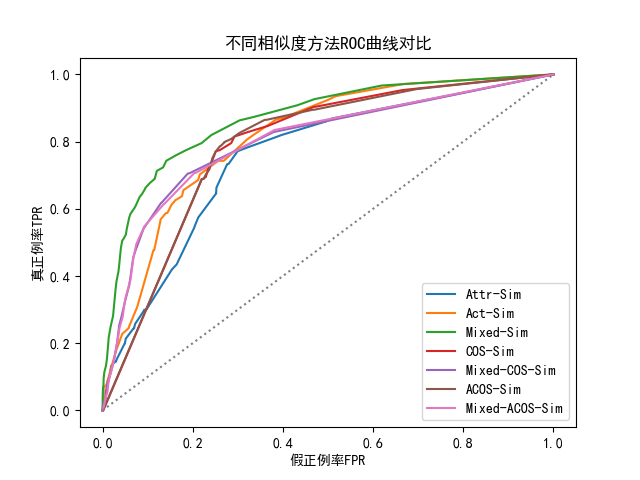 不同相似度方法ROC曲线对比
真正例率TPR
1.0
0.8
0.6
0.4
0.2
0.0
0.0 0.2 0.4 0.6 0.8 1.0
假正例率FPR
Attr-Sim
Act-Sim
Mixed-Sim
COS-Sim
Mixed-COS-Sim
ACOS-Sim
Mixed-ACOS-Sim